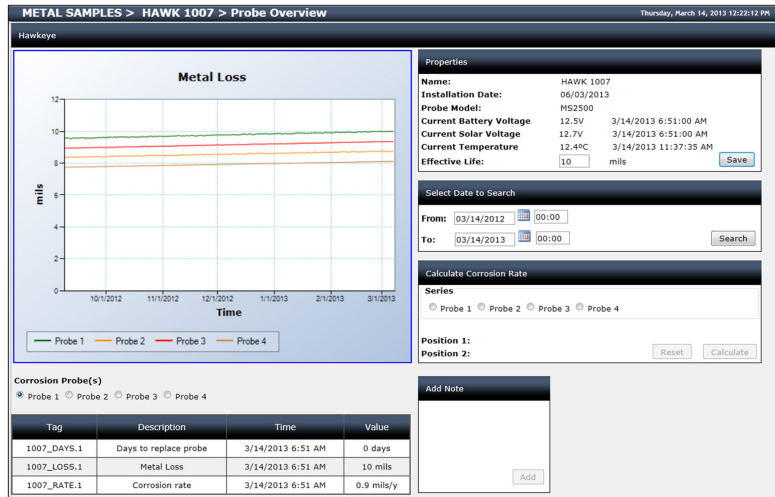 METAL SAMPLES > HAWK 1007 > Probe Overview
Thursday, March 14, 2013 12:22:12 PM
Hawkeye
Metal Loss
12
10
8
6
4
2
0
mils
10/1/2012 11/1/2012 12/1/2012 1/1/2013 2/1/2013 3/1/2013
Time
Probe 1 Probe 2 Probe 3 Probe 4
Properties
Name: HAWK 1007
Installation Date: 06/03/2013
Probe Model: MS2500
Current Battery Voltage 12.5V 3/14/2013 6:51:00 AM
Current Solar Voltage 12.7V 3/14/2013 6:51:00 AM
Current Temperature 12.4ºC 3/14/2013 11:37:35 AM
Effective Life: 10 mils Save
Select Date to Search
From: 03/14/2012 00:00
To: 03/14/2013 00:00 Search
Calculate Corrosion Rate
Series
Probe 1 Probe 2 Probe 3 Probe 4
Position 1:
Position 2:
Reset Calculate
Corrosion Probe(s)
Probe 1 Probe 2 Probe 3 Probe 4
Tag Description Time Value
1007_DAYS.1 Days to replace probe 3/14/2013 6:51 AM 0 days
1007_LOSS.1 Metal Loss 3/14/2013 6:51 AM 10 mils
1007_RATE.1 Corrosion rate 3/14/2013 6:51 AM 0.9 mils/y
Add Note
Add